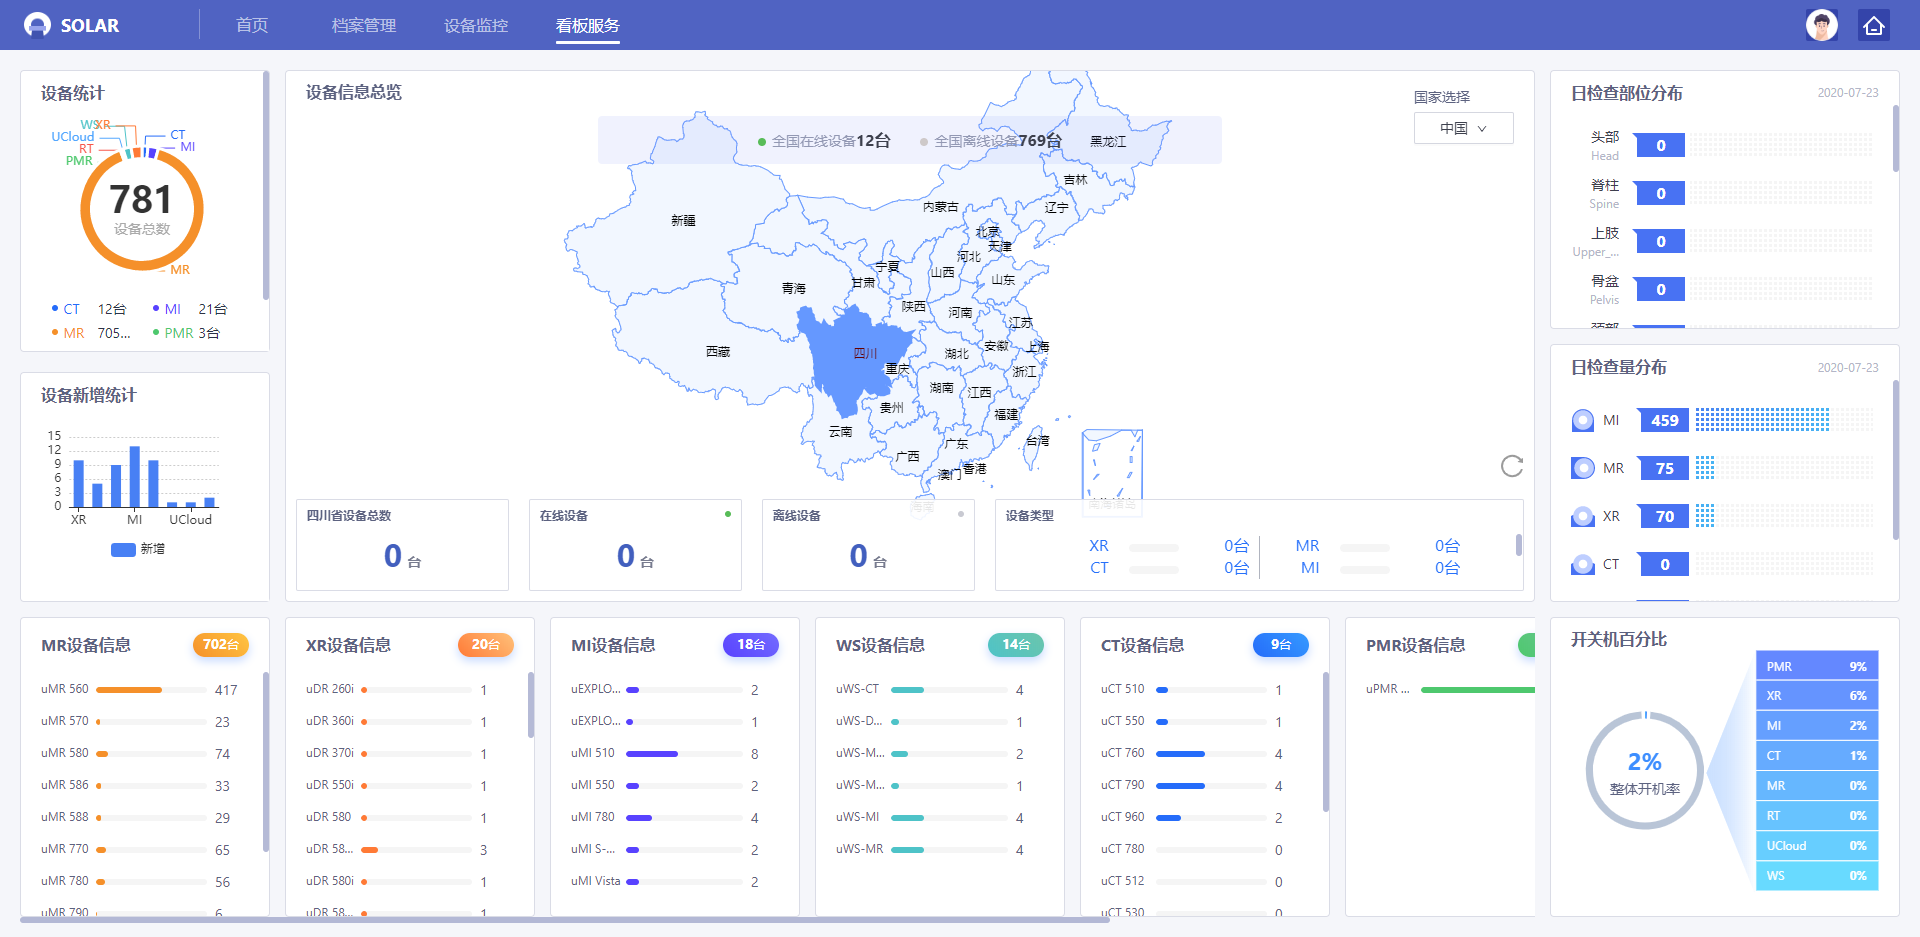 SOLAR 首页 档案管理 设备监控 看板服务
设备统计
WS XR CT
UCloud MI
RT
PMR
781
设备总数
MR
CT 12台 MI 21台
MR 705... PMR 3台
设备新增统计
15
12
9
6
3
0
XR MI UCloud
新增
设备信息总览
全国在线设备12台 全国离线设备769台
国家选择
中国
黑龙江
吉林
辽宁
内蒙古
新疆
北京
天津
河北
宁夏
山西
山东
甘肃
青海
陕西
河南
江苏
安徽
上海
西藏
四川
湖北
重庆
浙江
湖南
江西
贵州
福建
云南
台湾
广东
广西
香港
澳门
海南
南海诸岛
四川省设备总数
0 台
在线设备
0 台
离线设备
0 台
设备类型
XR 0台 MR 0台
CT 0台 MI 0台
日检查部位分布 2020-07-23
头部 0
Head
脊柱 0
Spine
上肢 0
Upper_...
骨盆 0
Pelvis
日检查量分布 2020-07-23
MI 459
MR 75
XR 70
CT 0
MR设备信息 702台
uMR 560 417
uMR 570 23
uMR 580 74
uMR 586 33
uMR 588 29
uMR 770 65
uMR 780 56
uMR 790 6
XR设备信息 20台
uDR 260i 1
uDR 360i 1
uDR 370i 1
uDR 550i 1
uDR 580 1
uDR 58... 3
uDR 580i 1
uDR 58... 1
MI设备信息 18台
uEXPLO... 2
uEXPLO... 1
uMI 510 8
uMI 550 2
uMI 780 4
uMI S-... 2
uMI Vista 2
WS设备信息 14台
uWS-CT 4
uWS-D... 1
uWS-M... 2
uWS-M... 1
uWS-MI 4
uWS-MR 4
CT设备信息 9台
uCT 510 1
uCT 550 1
uCT 760 4
uCT 790 4
uCT 960 2
uCT 780 0
uCT 512 0
uCT 530 0
PMR设备信息
uPMR ...
开关机百分比
2%
整体开机率
PMR 9%
XR 6%
MI 2%
CT 1%
MR 0%
RT 0%
UCloud 0%
WS 0%